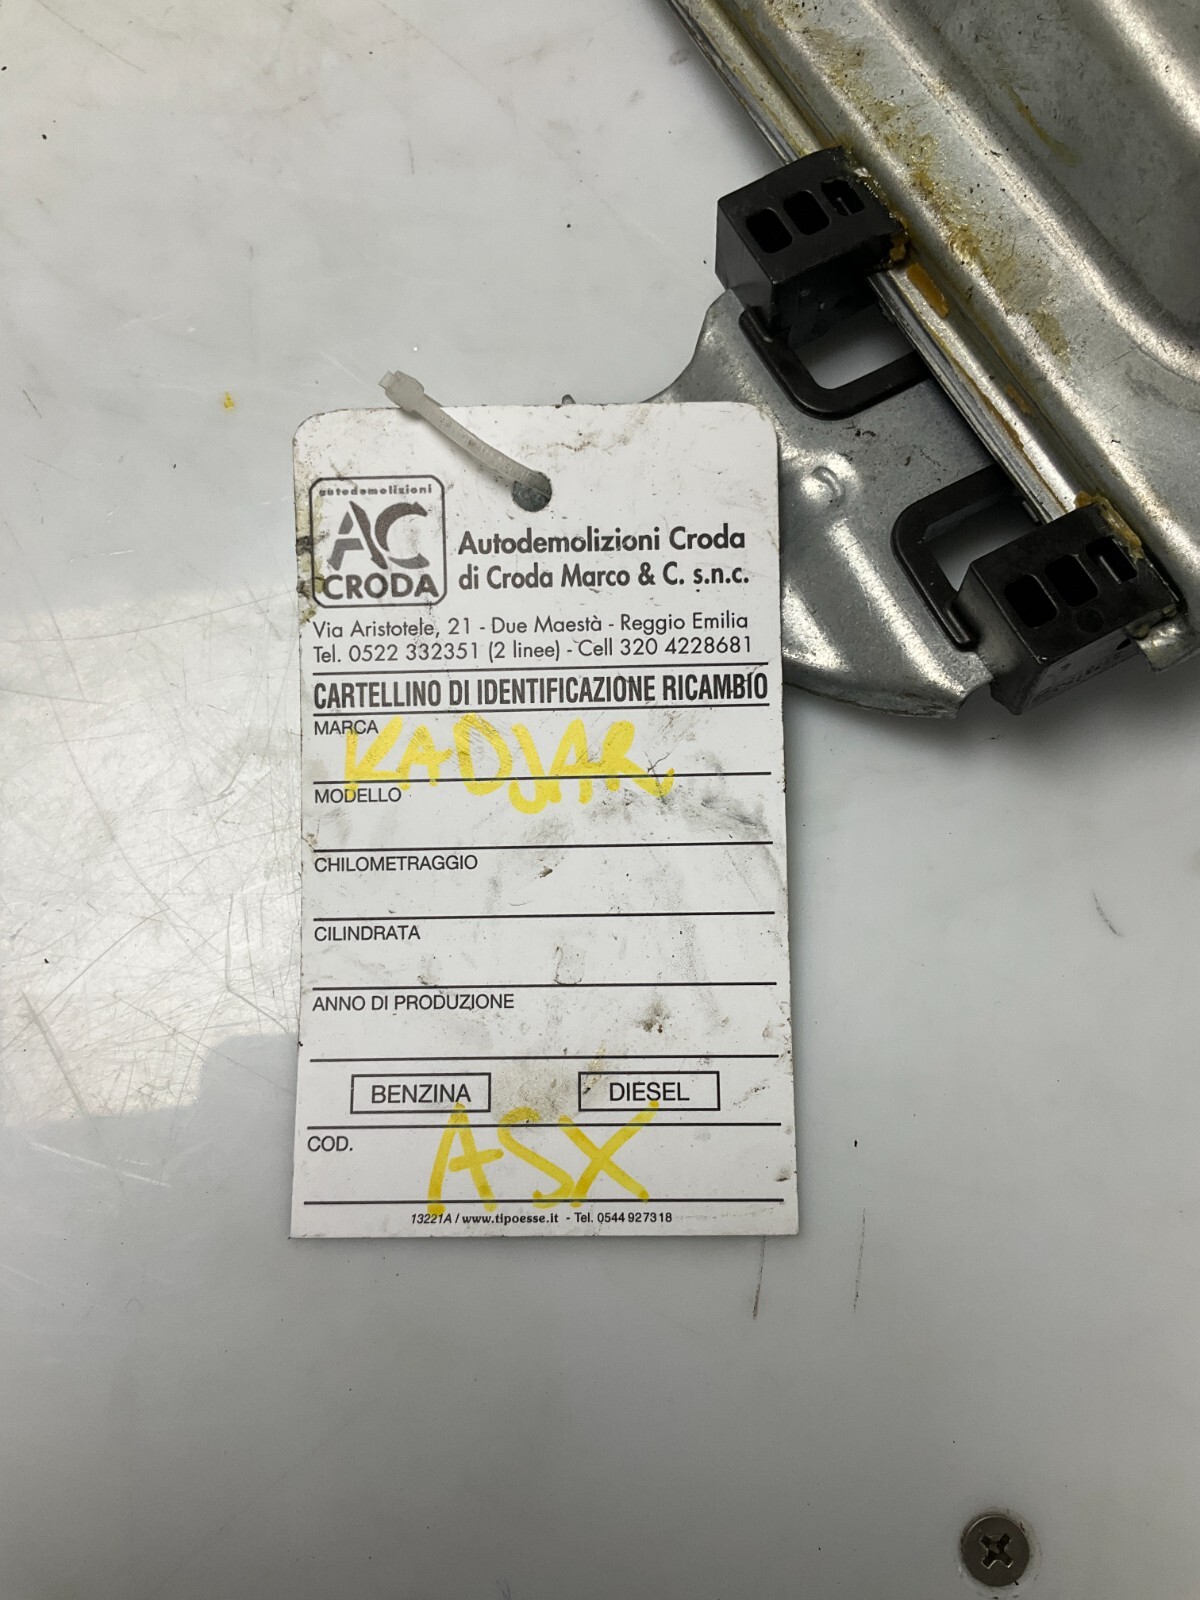 autodemolizioni
AC
CRODA
Autodemolizioni Croda
di Croda Marco & C. s.n.c.
Via Aristotele, 21 - Due Maestà - Reggio Emilia
Tel. 0522 332351 (2 linee) - Cell 320 4228681
CARTELLINO DI IDENTIFICAZIONE RICAMBIO
MARCA
KADJAR
MODELLO
CHILOMETRAGGIO
CILINDRATA
ANNO DI PRODUZIONE
BENZINA DIESEL
COD. ASX
13221A / www.tipoesse.it - Tel. 0544 927318